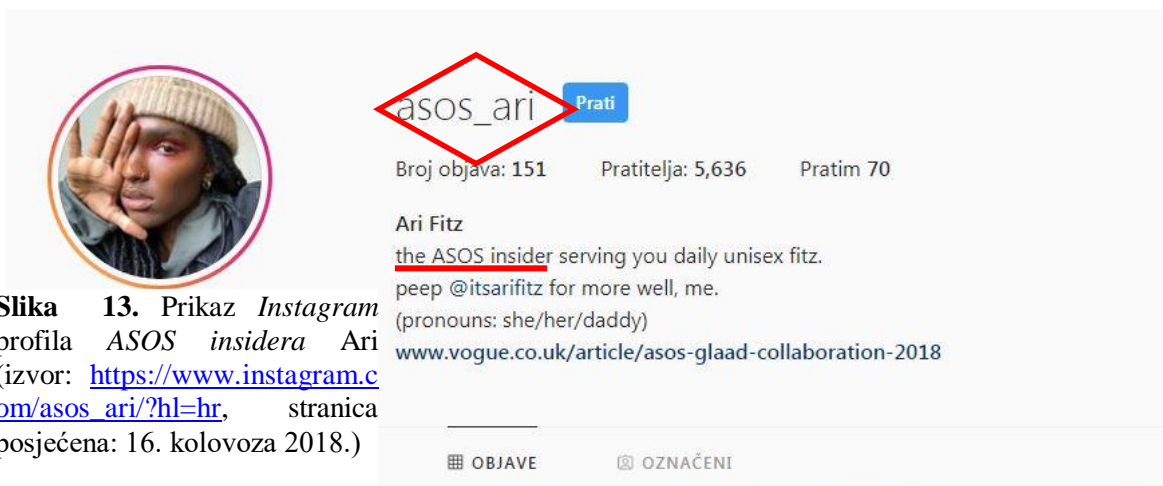 asos_ari Prati
Broj objava: 151 Pratitelja: 5,636 Pratim 70
Ari Fitz
the ASOS insider serving you daily unisex fitz.
peep @itsarifitz for more well, me.
(pronouns: she/her/daddy)
www.vogue.co.uk/article/asos-glaad-collaboration-2018
OBJAVE OZNAČENI
Slika 13. Prikaz Instagram
profila ASOS insidera Ari
(izvor: https://www.instagram.c
om/asos_ari/?hl=hr, stranica
posjećena: 16. kolovoza 2018.)